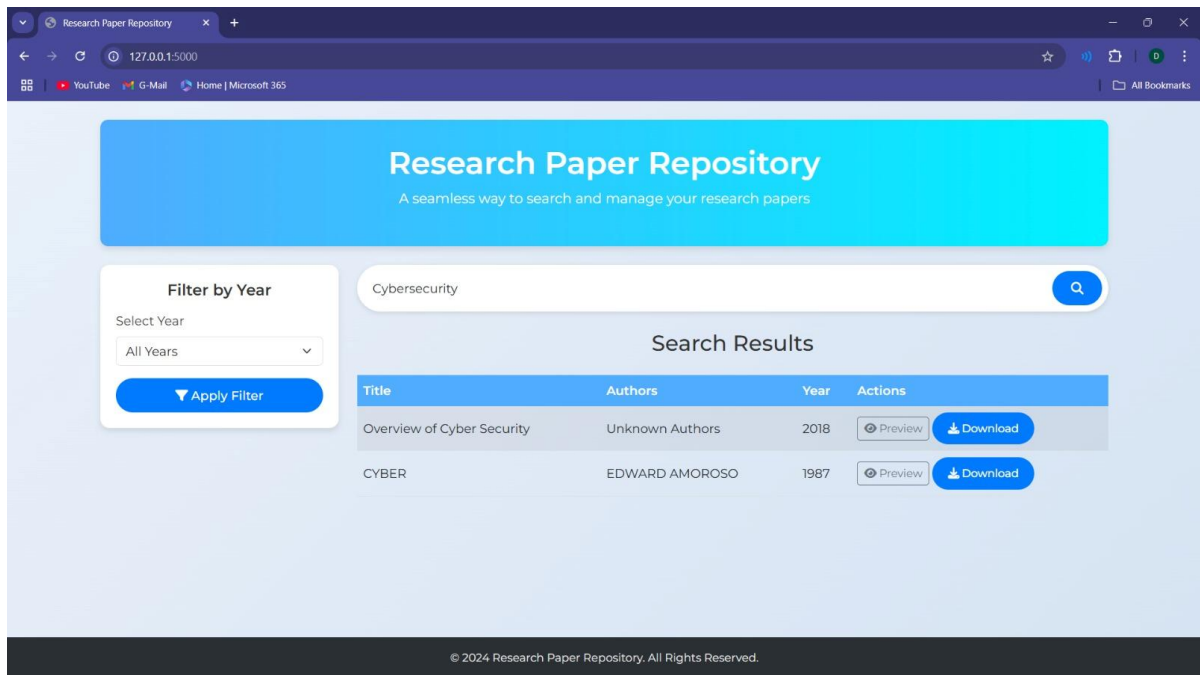 Research Paper Repository
127.0.0.1:5000
YouTube G-Mail Home | Microsoft 365 All Bookmarks
D
Research Paper Repository
A seamless way to search and manage your research papers
Filter by Year
Select Year
All Years
Apply Filter
Cybersecurity
Search Results
Title Authors Year Actions
Overview of Cyber Security Unknown Authors 2018 Preview Download
CYBER EDWARD AMOROSO 1987 Preview Download
© 2024 Research Paper Repository. All Rights Reserved.